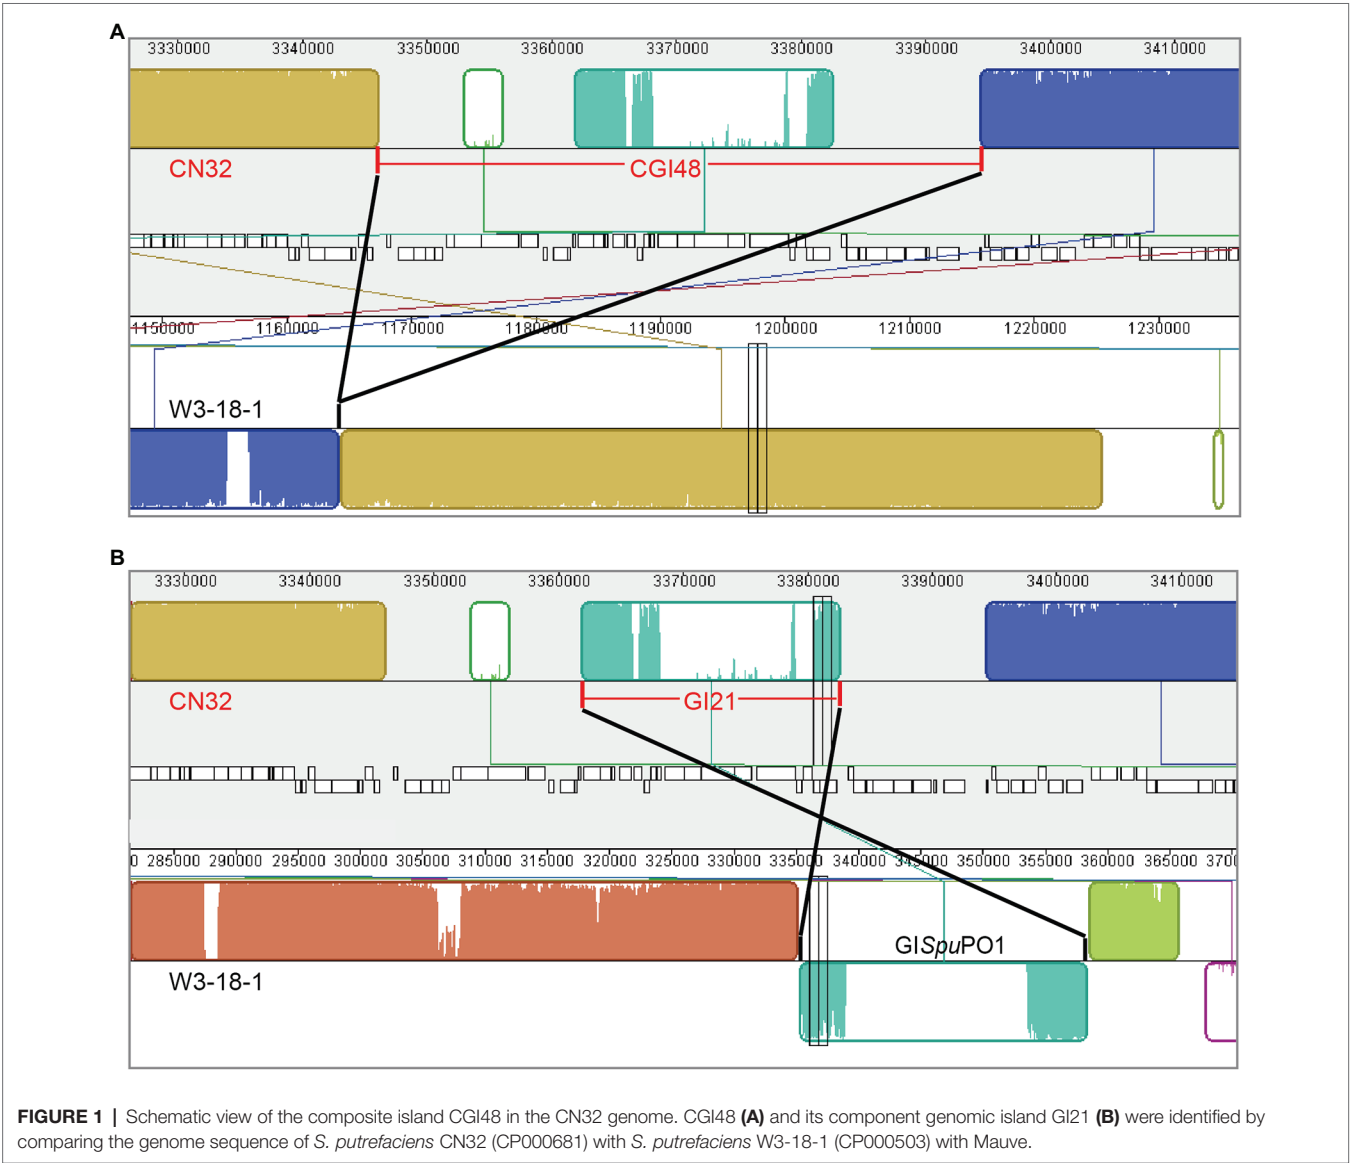 A
3330000 3340000 3350000 3360000 3370000 3380000 3390000 3400000 3410000
CN32
CGI48
1150000 1160000 1170000 1180000 1190000 1200000 1210000 1220000 1230000
W3-18-1
B
3330000 3340000 3350000 3360000 3370000 3380000 3390000 3400000 3410000
CN32
GI21
0 285000 290000 295000 300000 305000 310000 315000 320000 325000 330000 335000 340000 345000 350000 355000 360000 365000 3700
GISpuPO1
W3-18-1
FIGURE 1 | Schematic view of the composite island CGI48 in the CN32 genome. CGI48 (A) and its component genomic island GI21 (B) were identified by
comparing the genome sequence of S. putrefaciens CN32 (CP000681) with S. putrefaciens W3-18-1 (CP000503) with Mauve.